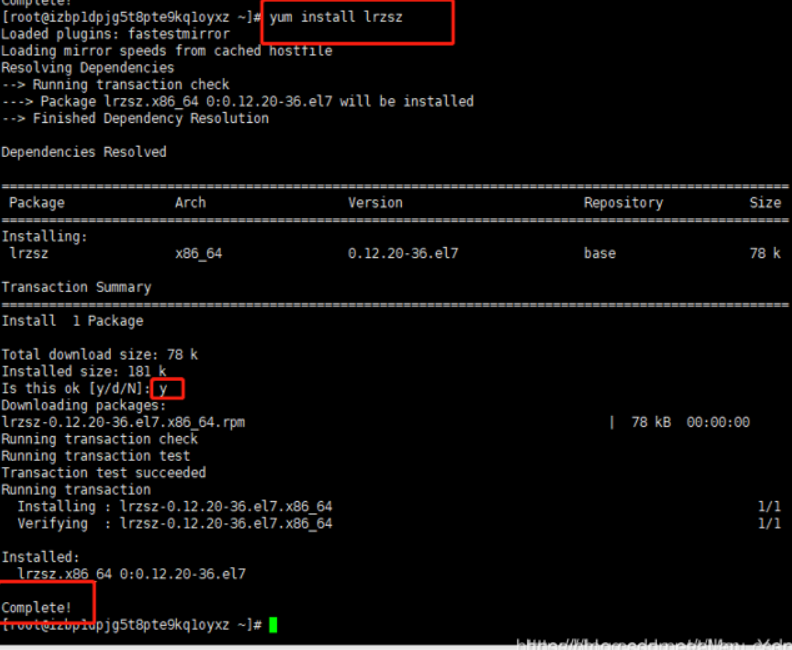 Complete!
[root@izbp1dpjg5t8pte9kq1oyxz ~]# yum install lrzsz
Loaded plugins: fastestmirror
Loading mirror speeds from cached hostfile
Resolving Dependencies
--> Running transaction check
---> Package lrzsz.x86_64 0:0.12.20-36.el7 will be installed
--> Finished Dependency Resolution
Dependencies Resolved
Package Arch Version Repository Size
Installing:
lrzsz x86_64 0.12.20-36.el7 base 78 k
Transaction Summary
Install 1 Package
Total download size: 78 k
Installed size: 181 k
Is this ok [y/d/N]: y
Downloading packages:
lrzsz-0.12.20-36.el7.x86_64.rpm | 78 kB 00:00:00
Running transaction check
Running transaction test
Transaction test succeeded
Running transaction
Installing : lrzsz-0.12.20-36.el7.x86_64 1/1
Verifying : lrzsz-0.12.20-36.el7.x86_64 1/1
Installed:
lrzsz.x86_64 0:0.12.20-36.el7
Complete!
[root@izbp1dpjg5t8pte9kq1oyxz ~]#